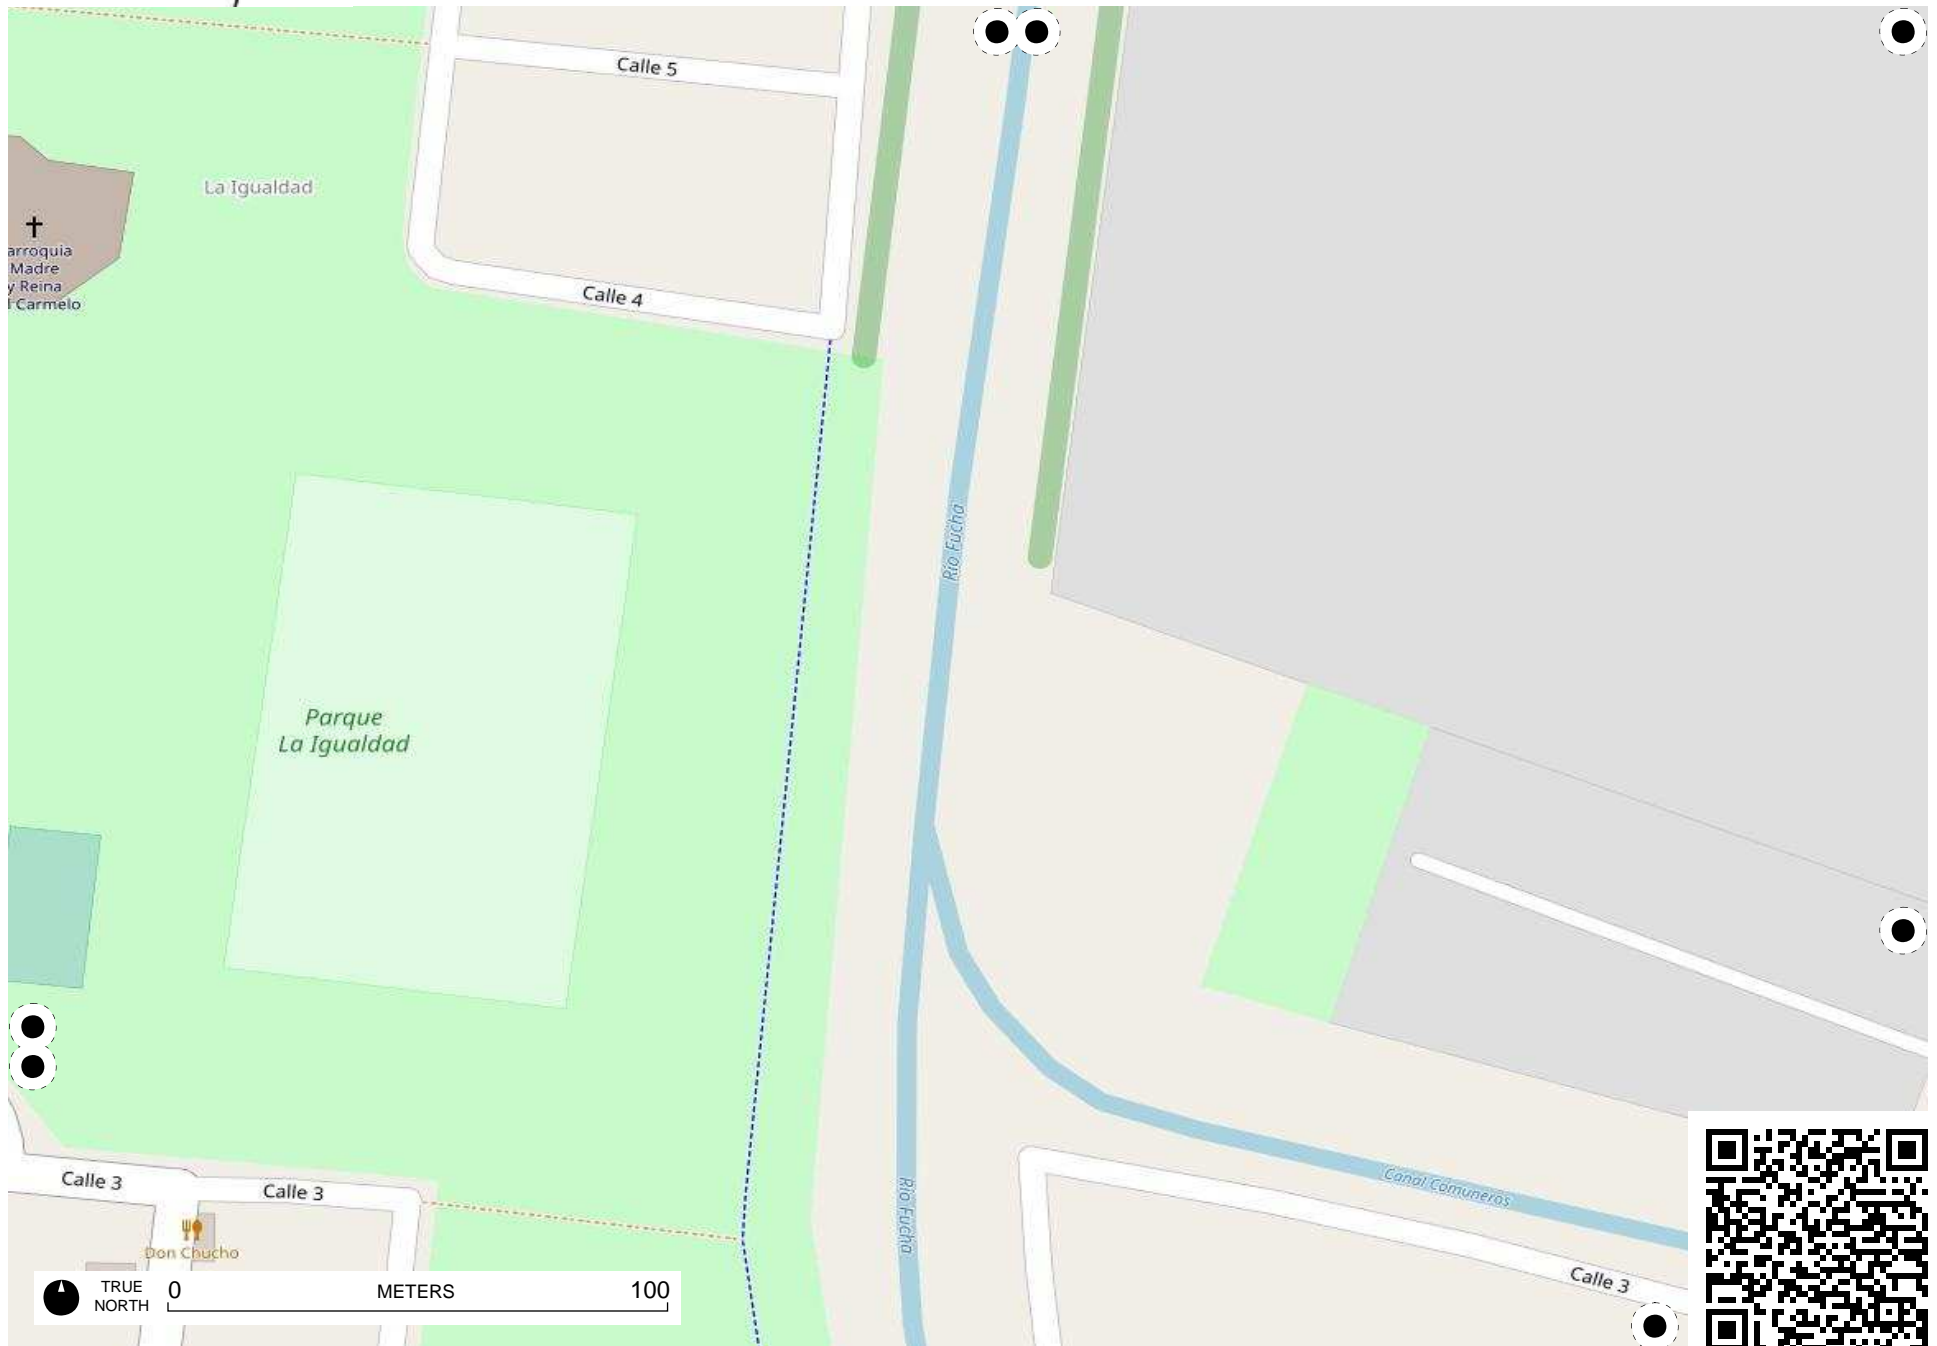 Calle 5
La Igualdad
arroquia
Madre
y Reina
l Carmelo
Calle 4
Río Fucha
Parque
La Igualdad
Calle 3
Calle 3
Canal Comuneros
Río Fucha
Don Chucho
Calle 3
TRUE
NORTH
0 METERS 100